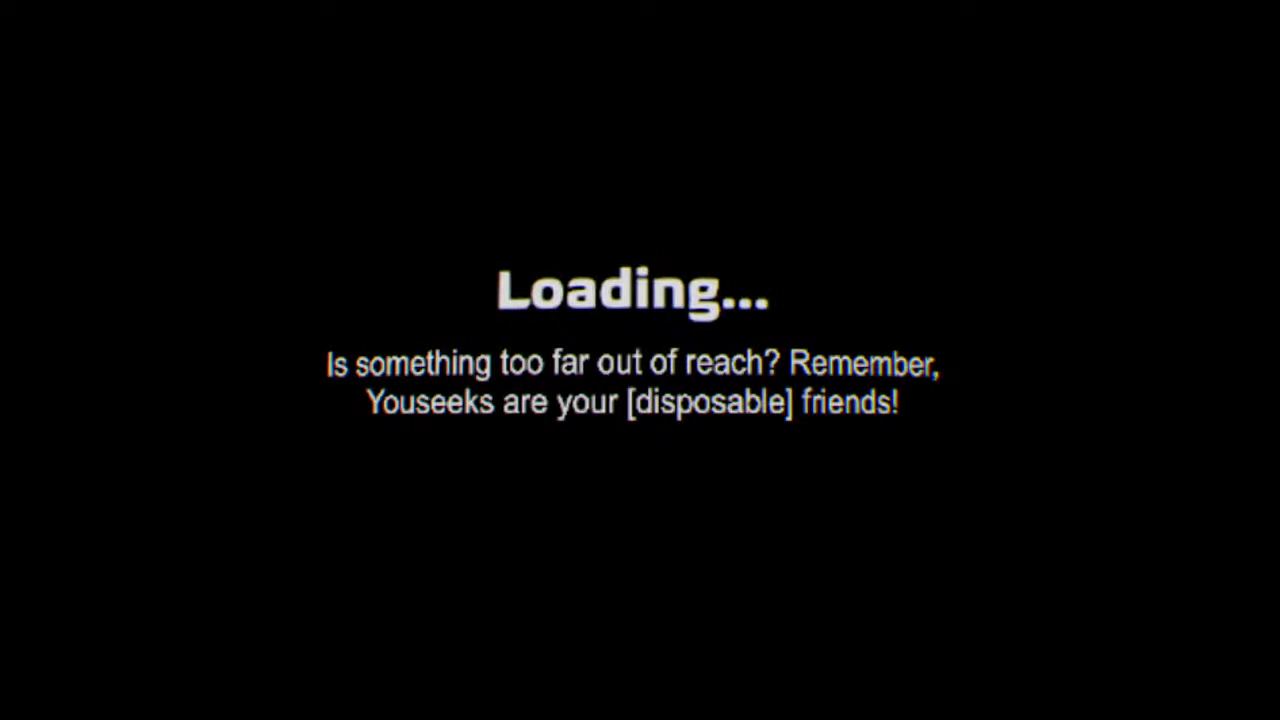 Loading...
Is something too far out of reach? Remember,
Youseeks are your [disposable] friends!